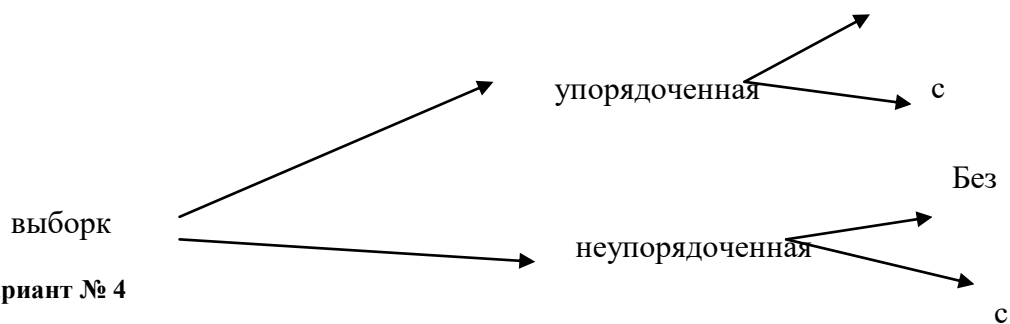 упорядоченная
с
Без
выборк
неупорядоченная
риант № 4
с